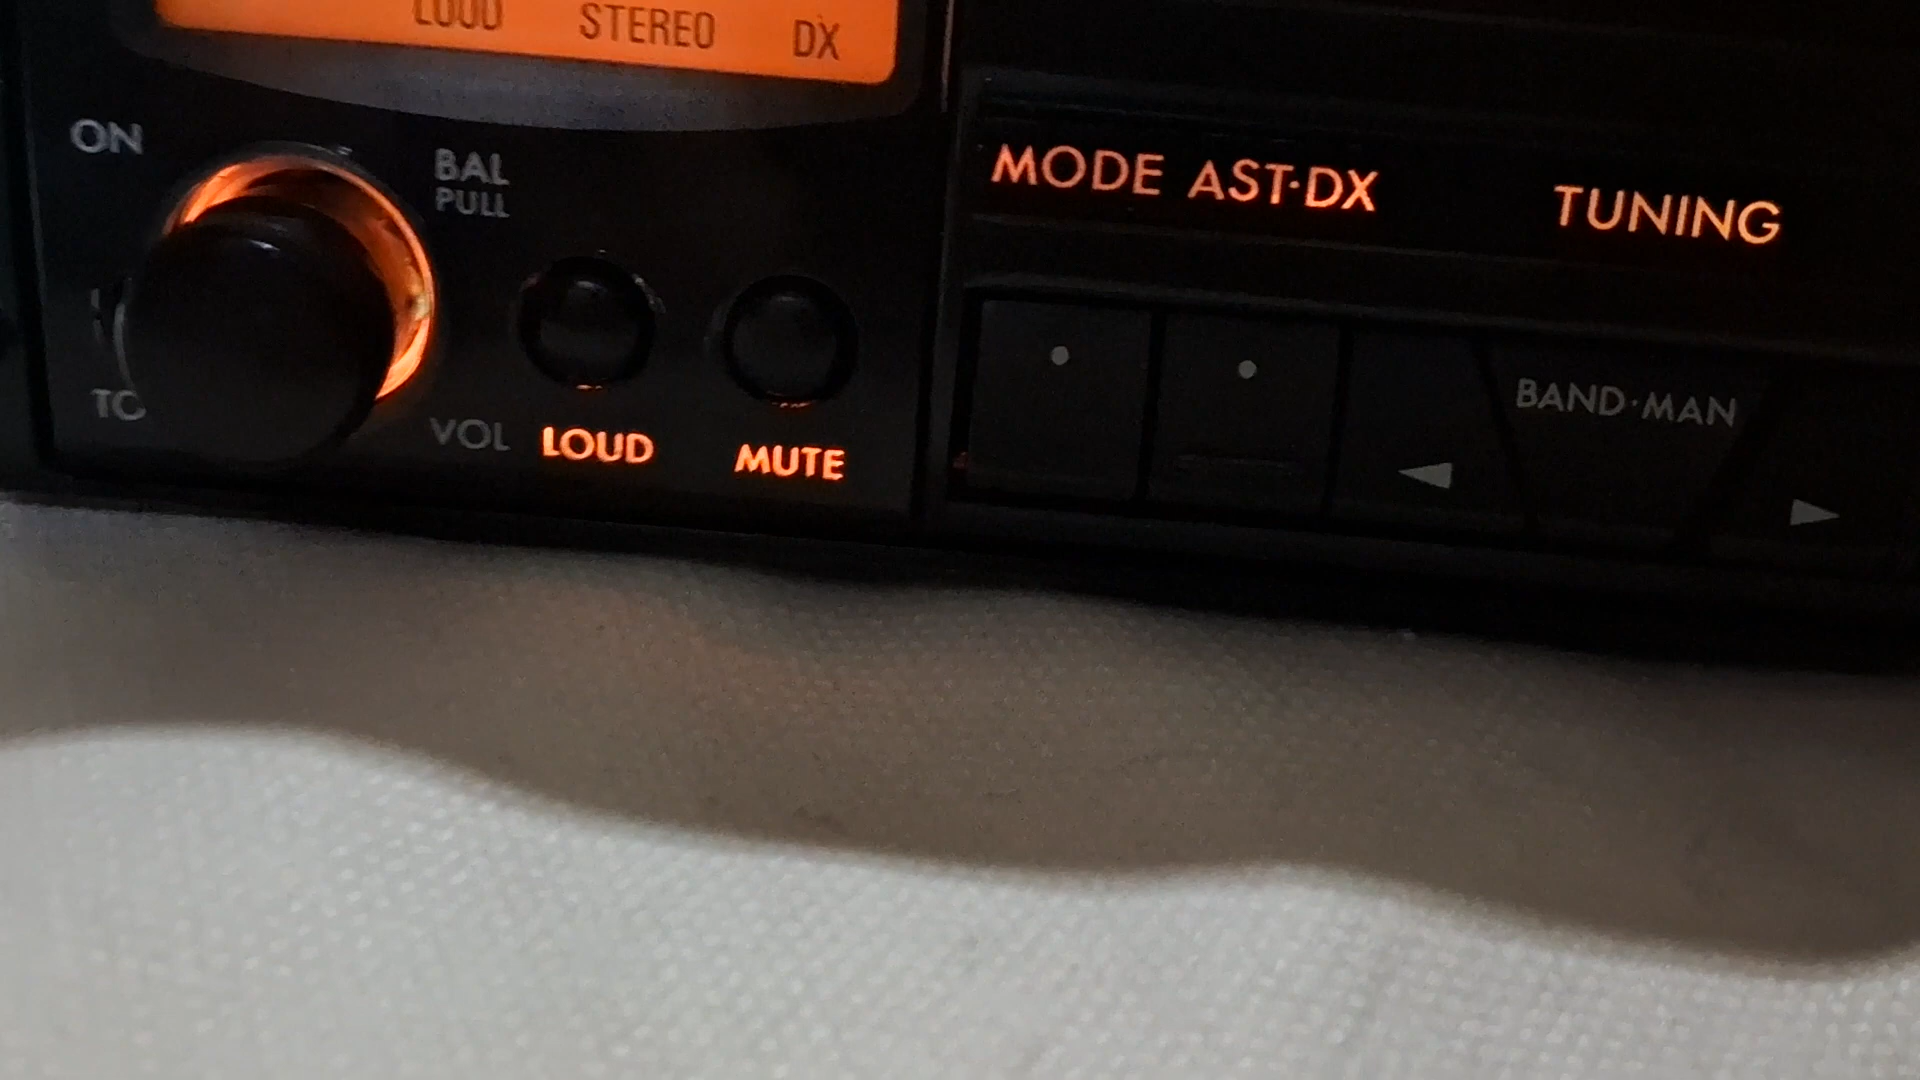 LOUD STEREO DX
ON
BAL
PULL
MODE AST·DX TUNING
BAND·MAN
VOL LOUD MUTE